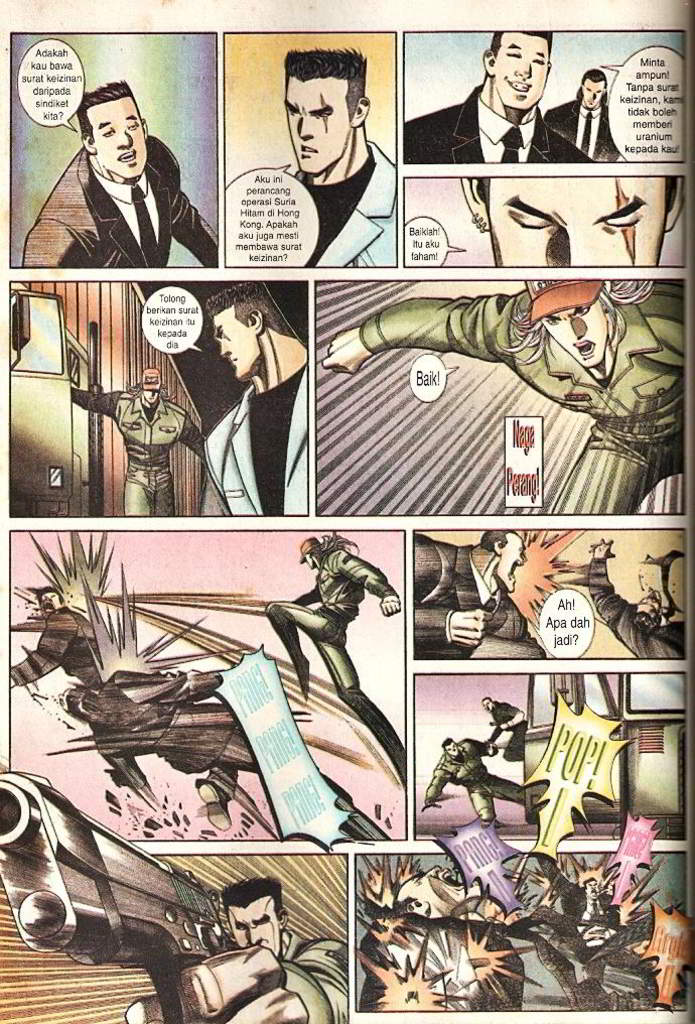 Adakah
kau bawa
surat keizinan
daripada
sindiket
kita?
Aku ini
perancang
operasi Suria
Hitam di Hong
Kong. Apakah
aku juga mesti
membawa surat
keizinan?
Minta
ampun!
Tanpa surat
keizinan, kami
tidak boleh
memberi
uranium
kepada kau!
Baiklah!
Itu aku
faham!
Tolong
berikan surat
keizinan itu
kepada
dia
Baik!
Naga
Perang!
PANG!
PANG!
PANG!
Ah!
Apa dah
jadi?
POP!
PANG!